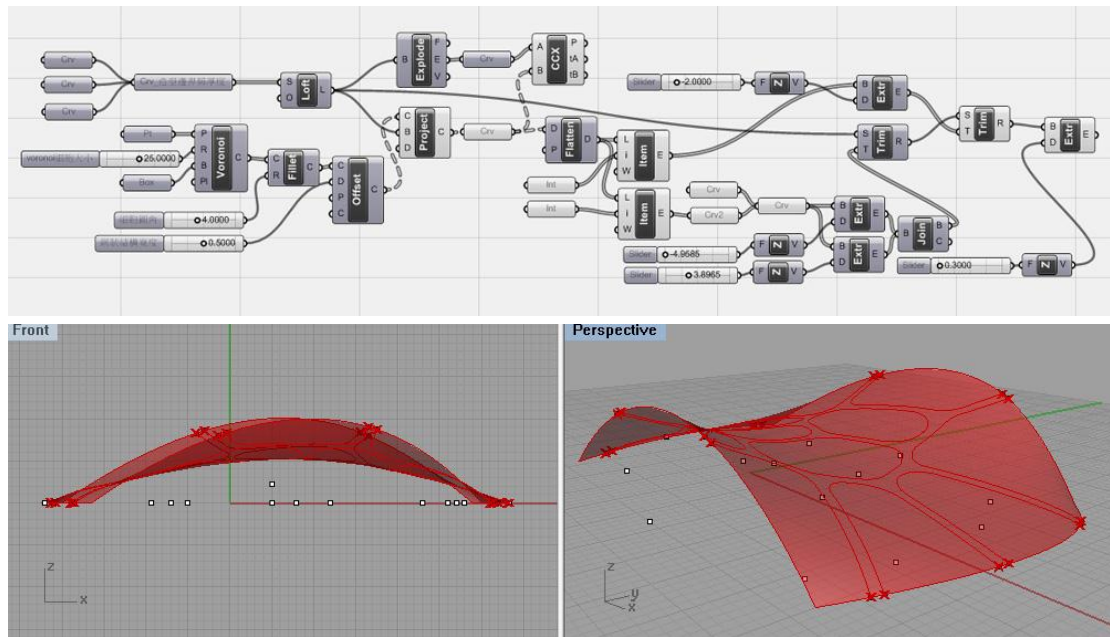 Crv
Crv
Crv
S
O
Loft
L
B
Explode
F
E
V
Crv
A
B
CCX
P
tA
tB
Pt
25.0000
Box
P
R
B
Pl
Voronoi
C
C
R
Fillet
C
C
D
P
C
Offset
C
4.0000
0.5000
C
B
D
Project
C
Crv
D
P
Flatten
D
P
Int
Int
L
i
W
Item
E
L
i
W
Item
E
Slider
-2.0000
F
Z
V
B
D
Extr
E
S
T
Trim
R
S
T
Trim
R
B
D
Extr
E
Crv
Crv2
Crv
Slider
-4.9585
F
Z
V
Slider
3.8965
F
Z
V
B
D
Extr
E
B
D
Extr
E
B
Join
B
C
Slider
0.3000
F
Z
V
Front
z
x
Perspective
z
y
x